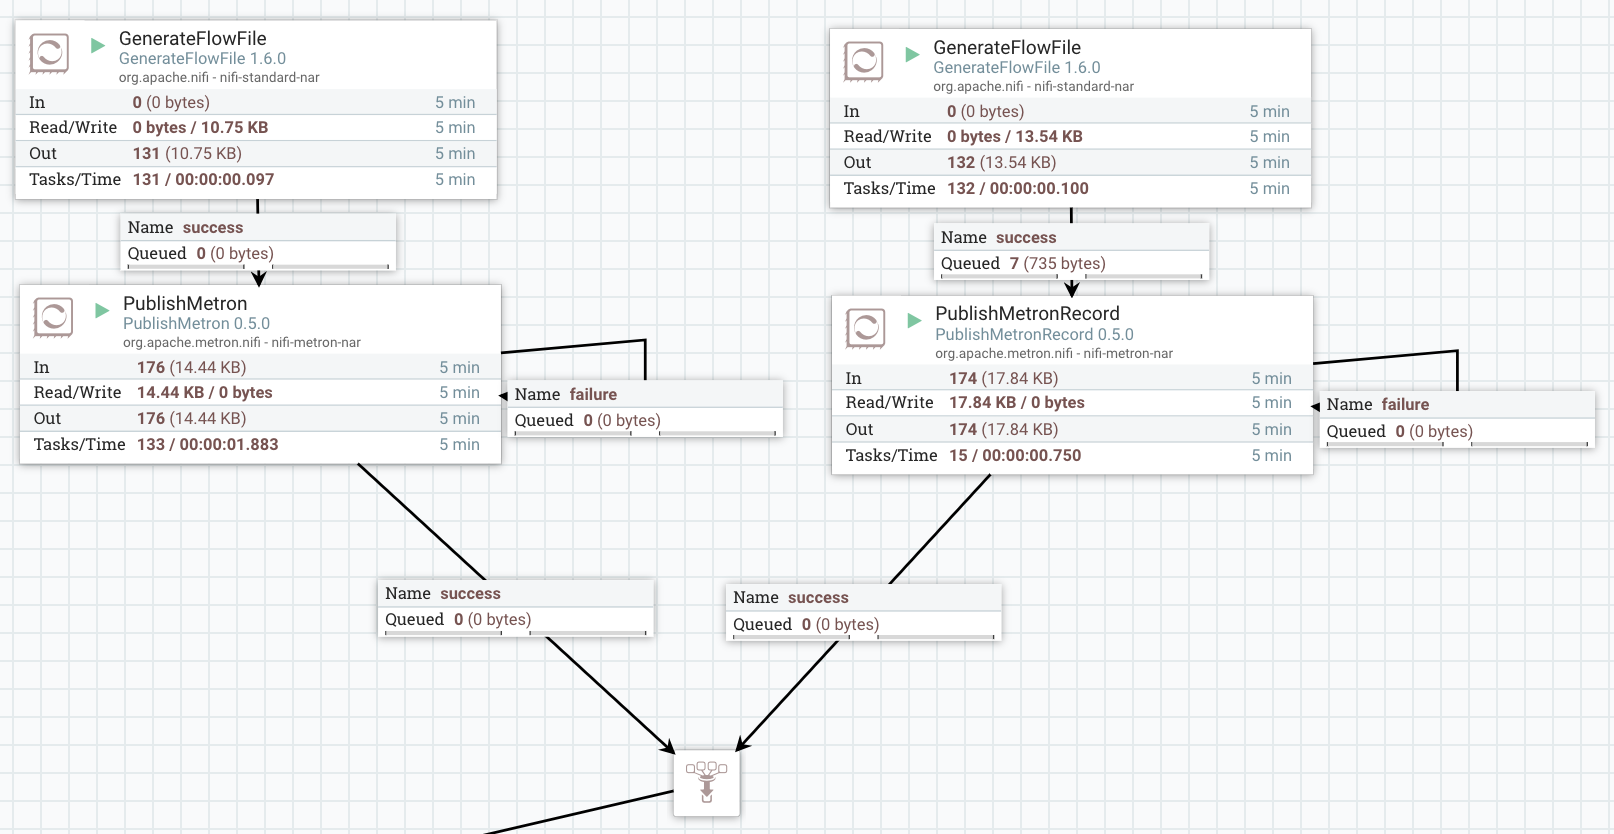 GenerateFlowFile
GenerateFlowFile 1.6.0
org.apache.nifi - nifi-standard-nar
In 0 (0 bytes) 5 min
Read/Write 0 bytes / 10.75 KB 5 min
Out 131 (10.75 KB) 5 min
Tasks/Time 131 / 00:00:00.097 5 min
Name success
Queued 0 (0 bytes)
PublishMetron
PublishMetron 0.5.0
org.apache.metron.nifi - nifi-metron-nar
In 176 (14.44 KB) 5 min
Read/Write 14.44 KB / 0 bytes 5 min
Out 176 (14.44 KB) 5 min
Tasks/Time 133 / 00:00:01.883 5 min
Name failure
Queued 0 (0 bytes)
Name success
Queued 0 (0 bytes)
GenerateFlowFile
GenerateFlowFile 1.6.0
org.apache.nifi - nifi-standard-nar
In 0 (0 bytes) 5 min
Read/Write 0 bytes / 13.54 KB 5 min
Out 132 (13.54 KB) 5 min
Tasks/Time 132 / 00:00:00.100 5 min
Name success
Queued 7 (735 bytes)
PublishMetronRecord
PublishMetronRecord 0.5.0
org.apache.metron.nifi - nifi-metron-nar
In 174 (17.84 KB) 5 min
Read/Write 17.84 KB / 0 bytes 5 min
Out 174 (17.84 KB) 5 min
Tasks/Time 15 / 00:00:00.750 5 min
Name failure
Queued 0 (0 bytes)
Name success
Queued 0 (0 bytes)